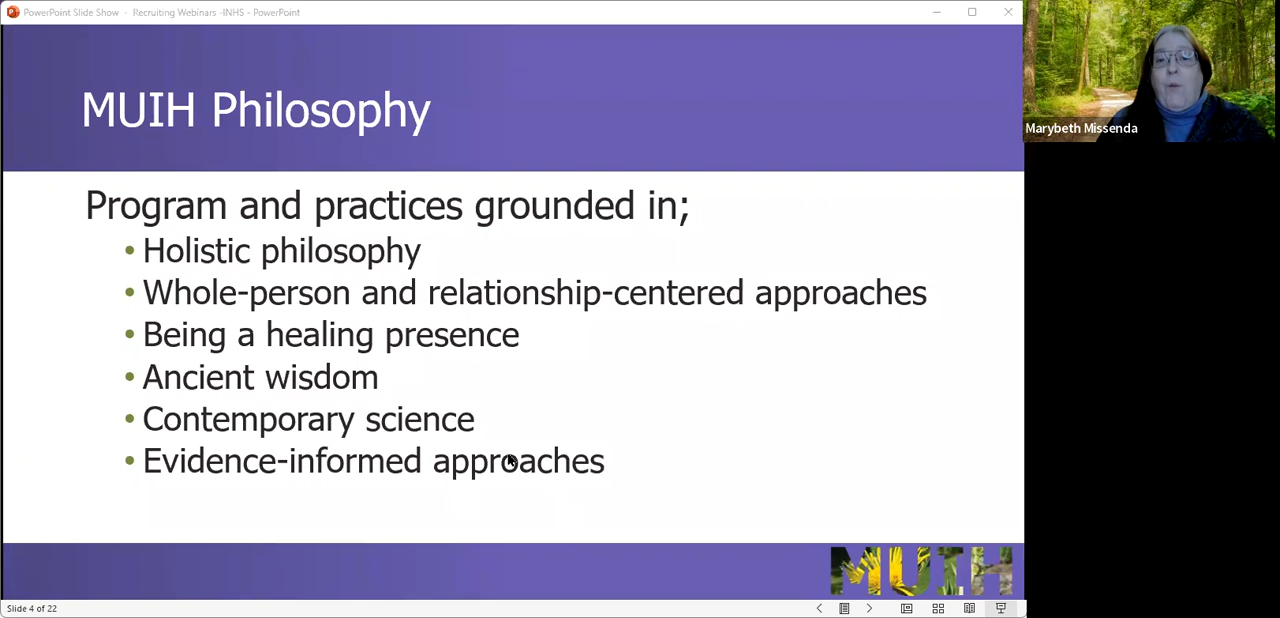 PowerPoint Slide Show - Recruiting Webinars -INHS - PowerPoint
MUIH Philosophy
Program and practices grounded in;
• Holistic philosophy
• Whole-person and relationship-centered approaches
• Being a healing presence
• Ancient wisdom
• Contemporary science
• Evidence-informed approaches
MUIH
Slide 4 of 22
Marybeth Missenda